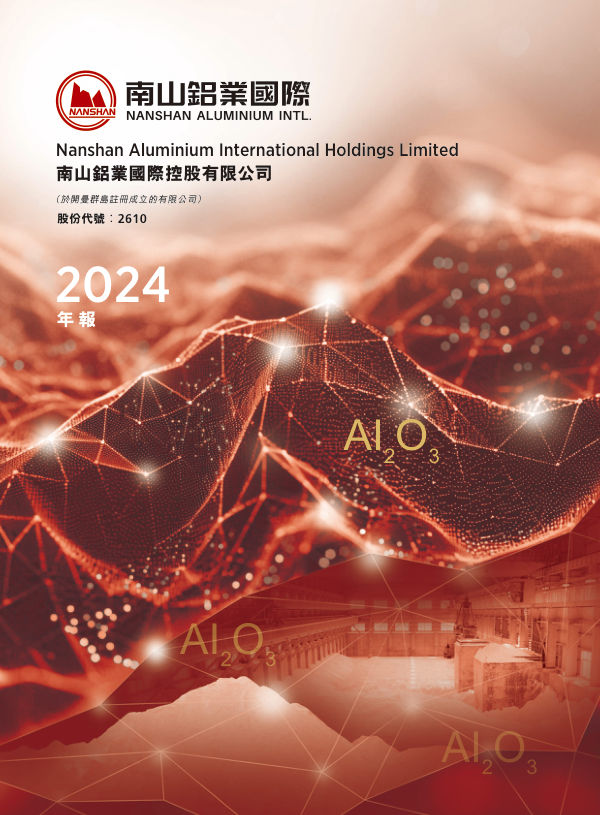 NANSHAN
南山鋁業國際
NANSHAN ALUMINIUM INTL.
Nanshan Aluminium International Holdings Limited
南山鋁業國際控股有限公司
（於開曼群島註冊成立的有限公司）
股份代號：2610
2024
年報
Al2O3
Al2O3
Al2O3